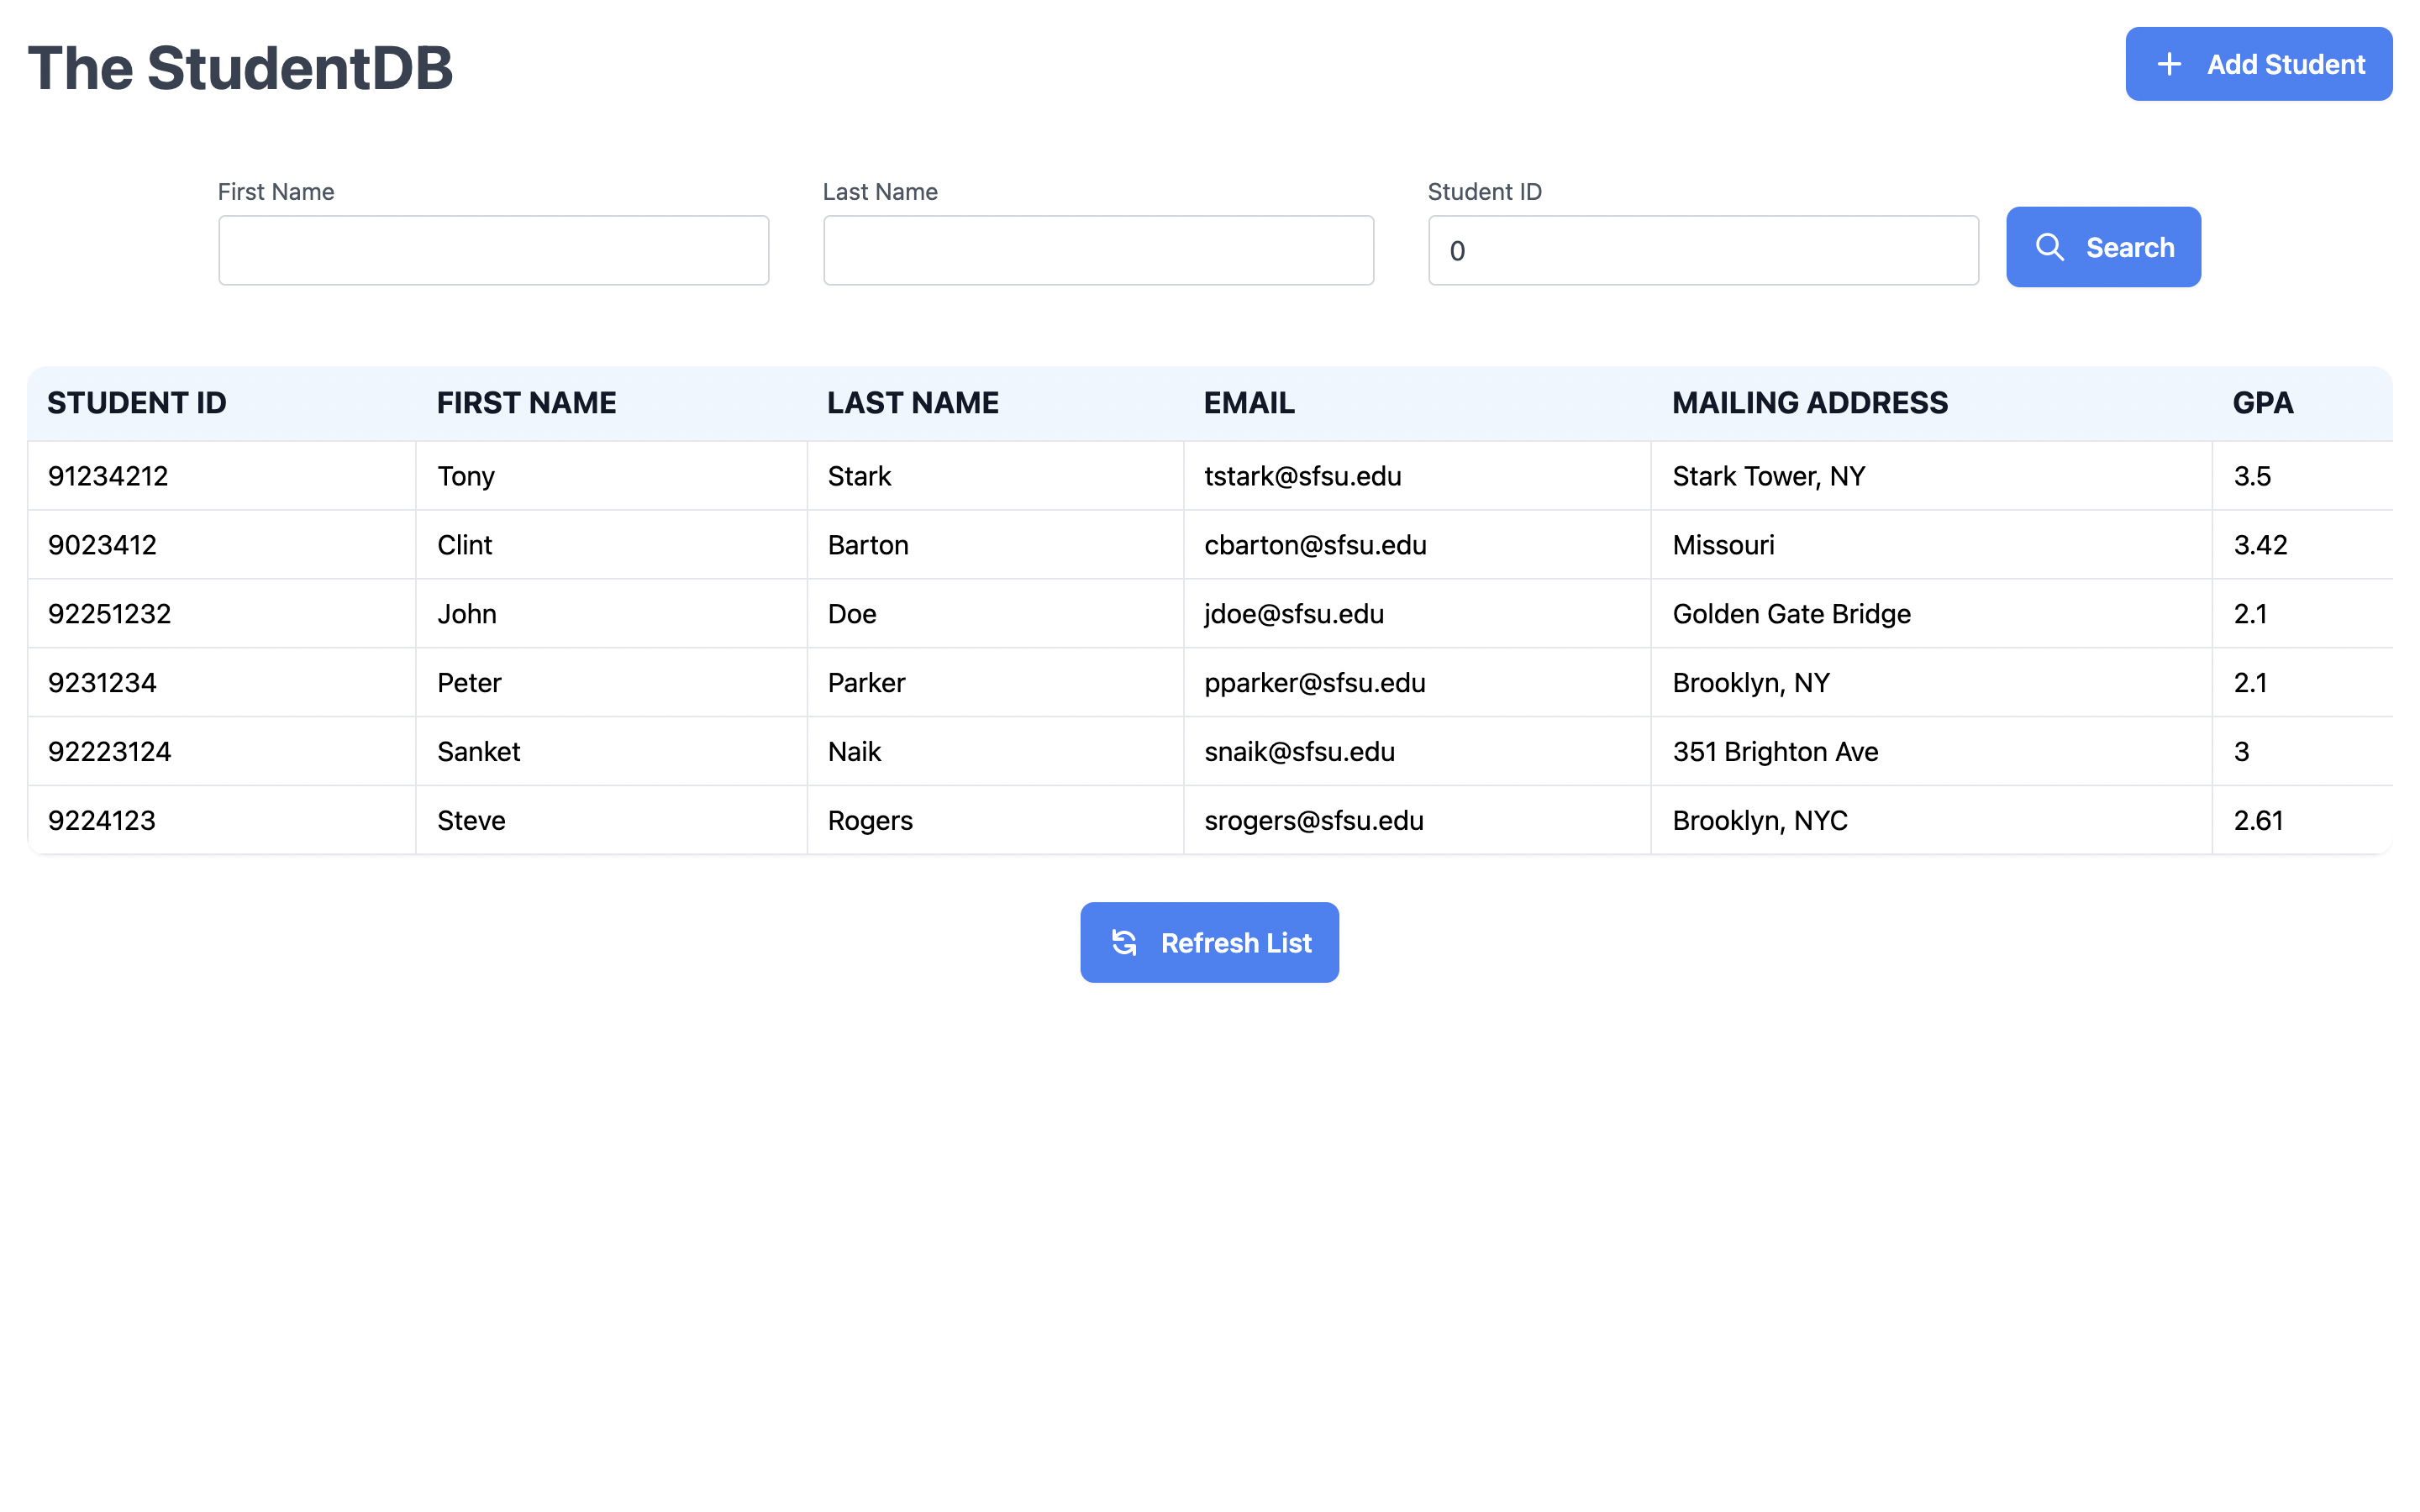 The StudentDB
Add Student
First Name Last Name Student ID
0
Search
STUDENT ID FIRST NAME LAST NAME EMAIL MAILING ADDRESS GPA
91234212 Tony Stark tstark@sfsu.edu Stark Tower, NY 3.5
9023412 Clint Barton cbarton@sfsu.edu Missouri 3.42
92251232 John Doe jdoe@sfsu.edu Golden Gate Bridge 2.1
9231234 Peter Parker pparker@sfsu.edu Brooklyn, NY 2.1
92223124 Sanket Naik snaik@sfsu.edu 351 Brighton Ave 3
9224123 Steve Rogers srogers@sfsu.edu Brooklyn, NYC 2.61
Refresh List